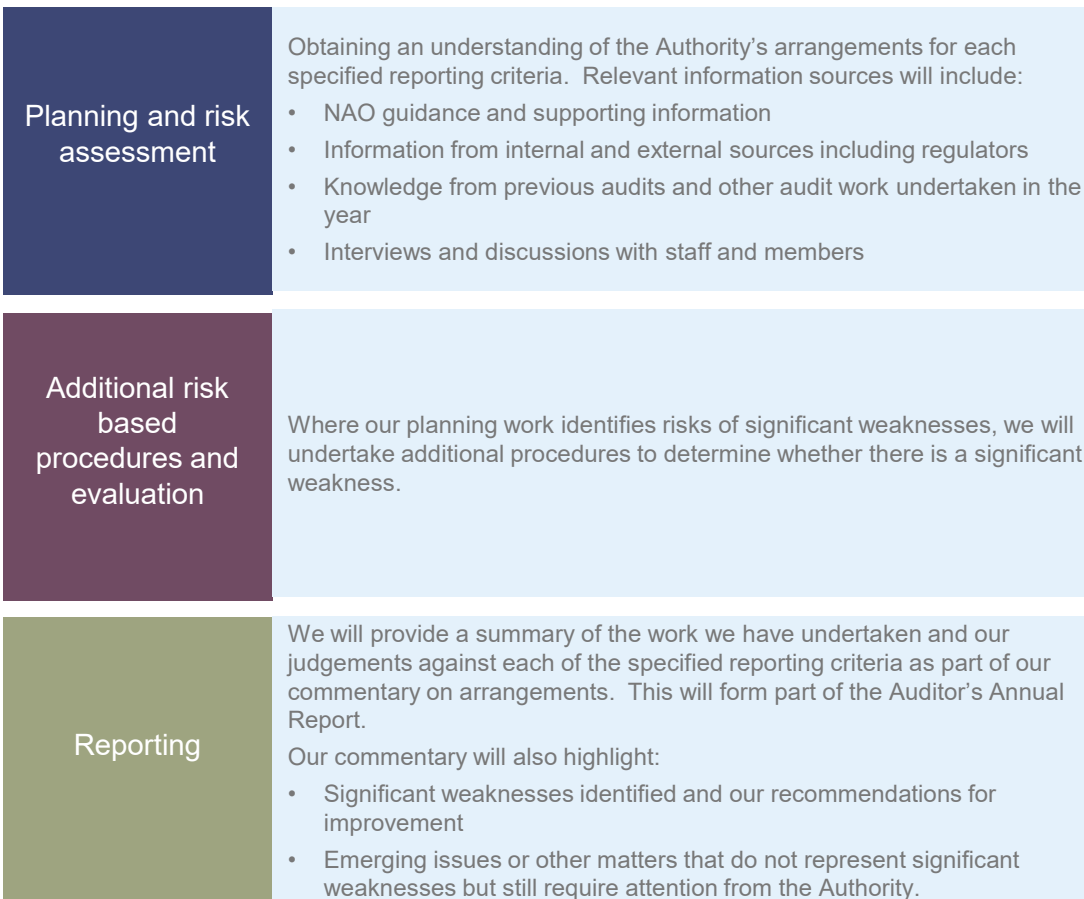 Planning and risk
assessment
Obtaining an understanding of the Authority’s arrangements for each
specified reporting criteria.  Relevant information sources will include:
• NAO guidance and supporting information
• Information from internal and external sources including regulators
• Knowledge from previous audits and other audit work undertaken in the
year
• Interviews and discussions with staff and members
Additional risk
based
procedures and
evaluation
Where our planning work identifies risks of significant weaknesses, we will
undertake additional procedures to determine whether there is a significant
weakness.
Reporting
We will provide a summary of the work we have undertaken and our
judgements against each of the specified reporting criteria as part of our
commentary on arrangements.  This will form part of the Auditor’s Annual
Report.
Our commentary will also highlight:
• Significant weaknesses identified and our recommendations for
improvement
• Emerging issues or other matters that do not represent significant
weaknesses but still require attention from the Authority.